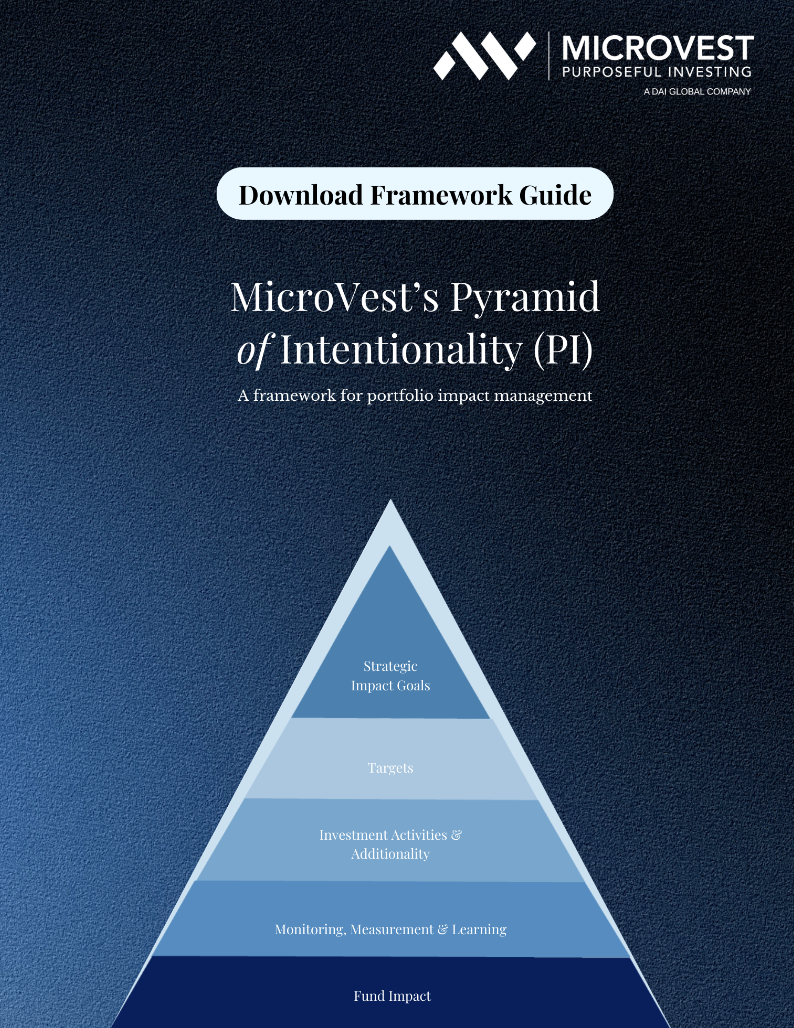 MICROVEST
PURPOSEFUL INVESTING
A DAI GLOBAL COMPANY
Download Framework Guide
MicroVest’s Pyramid
of Intentionality (PI)
A framework for portfolio impact management
Strategic
Impact Goals
Targets
Investment Activities &
Additionality
Monitoring, Measurement & Learning
Fund Impact